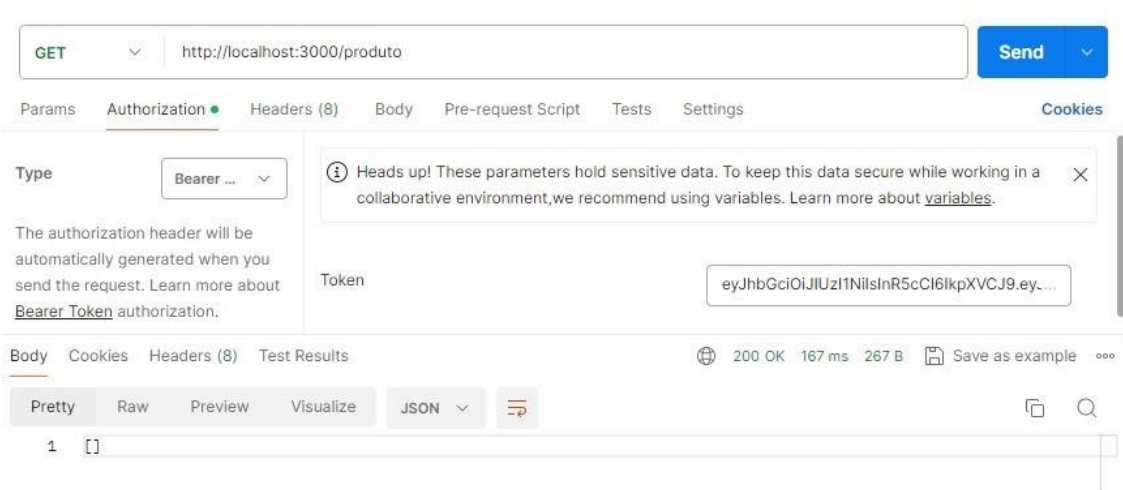 GET http://localhost:3000/produto Send
Params Authorization Headers (8) Body Pre-request Script Tests Settings Cookies
Type Bearer ...
Heads up! These parameters hold sensitive data. To keep this data secure while working in a
collaborative environment,we recommend using variables. Learn more about variables.
The authorization header will be
automatically generated when you
send the request. Learn more about
Bearer Token authorization.
Token eyJhbGciOiJIUzI1NiIsInR5cCI6IkpXVCJ9.ey....
Body Cookies Headers (8) Test Results 200 OK 167 ms 267 B Save as example
Pretty Raw Preview Visualize JSON
1 []